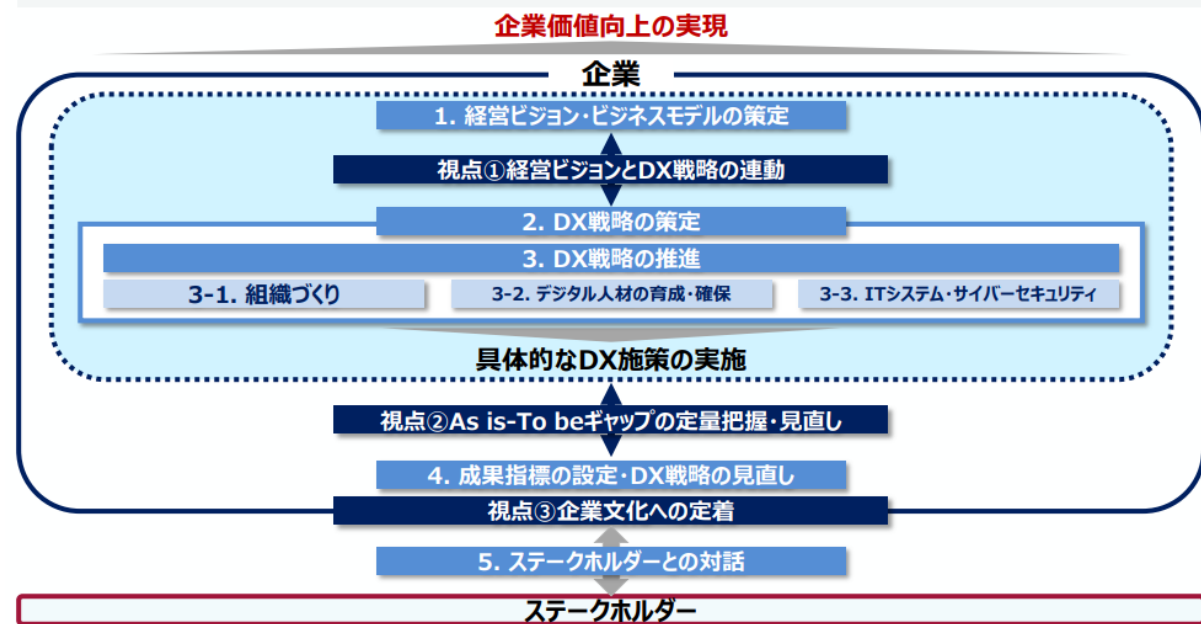 企業価値向上の実現
企業
1. 経営ビジョン・ビジネスモデルの策定
視点①経営ビジョンとDX戦略の連動
2. DX戦略の策定
3. DX戦略の推進
3-1. 組織づくり
3-2. デジタル人材の育成・確保
3-3. ITシステム・サイバーセキュリティ
具体的なDX施策の実施
視点②As is-To beギャップの定量把握・見直し
4. 成果指標の設定・DX戦略の見直し
視点③企業文化への定着
5. ステークホルダーとの対話
ステークホルダー